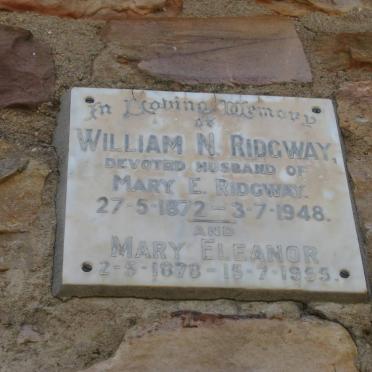 In Loving Memory
of
William N. Ridgway,
devoted husband of
Mary E. Ridgway.
27-5-1872 - 3-7-1948.
and
Mary Eleanor